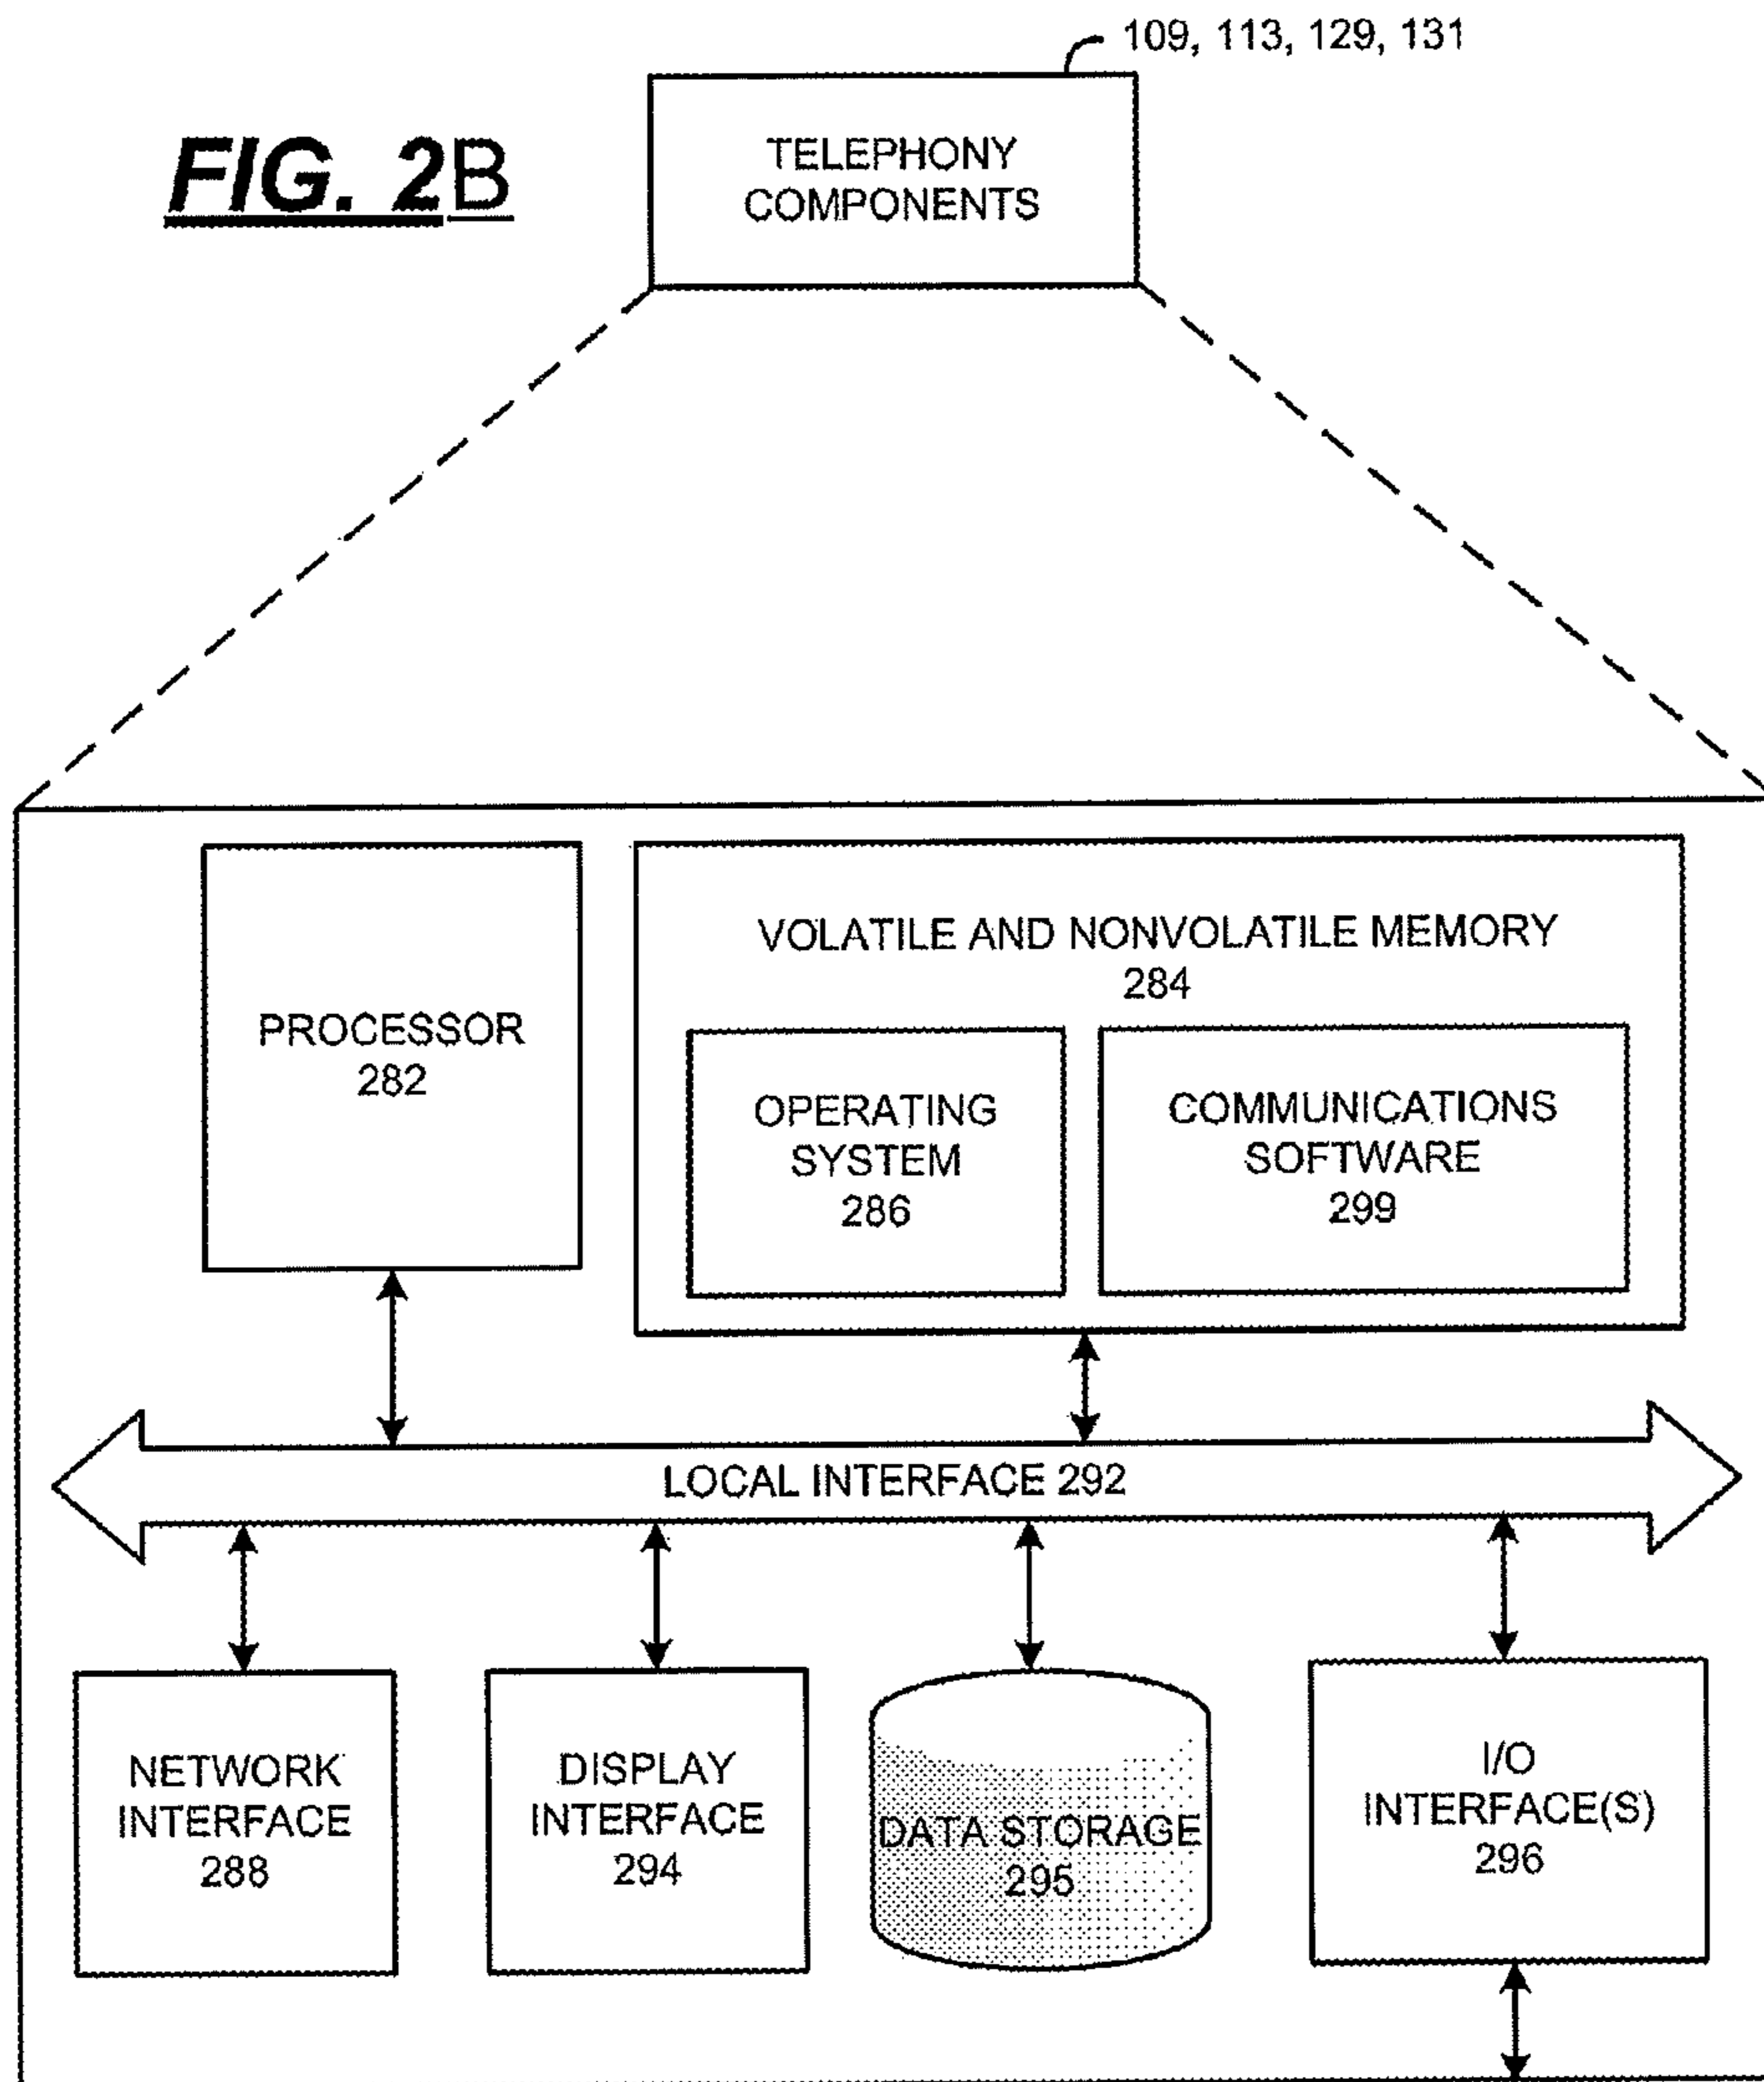 109, 113, 129, 131
FIG. 2B
TELEPHONY
COMPONENTS
VOLATILE AND NONVOLATILE MEMORY
284
PROCESSOR
282
OPERATING
SYSTEM
286
COMMUNICATIONS
SOFTWARE
299
LOCAL INTERFACE 292
NETWORK
INTERFACE
288
DISPLAY
INTERFACE
294
DATA STORAGE
295
I/O
INTERFACE(S)
296